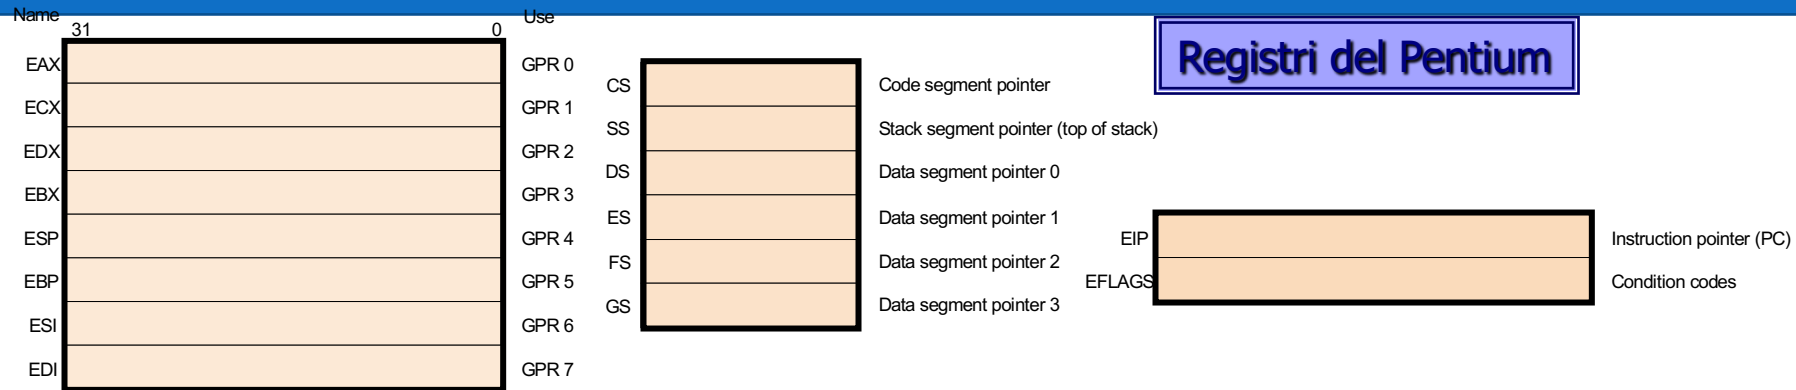 Name 31 0 Use
Registri del Pentium
EAX GPR 0
ECX GPR 1
EDX GPR 2
EBX GPR 3
ESP GPR 4
EBP GPR 5
ESI GPR 6
EDI GPR 7
CS Code segment pointer
SS Stack segment pointer (top of stack)
DS Data segment pointer 0
ES Data segment pointer 1
FS Data segment pointer 2
GS Data segment pointer 3
EIP Instruction pointer (PC)
EFLAGS Condition codes